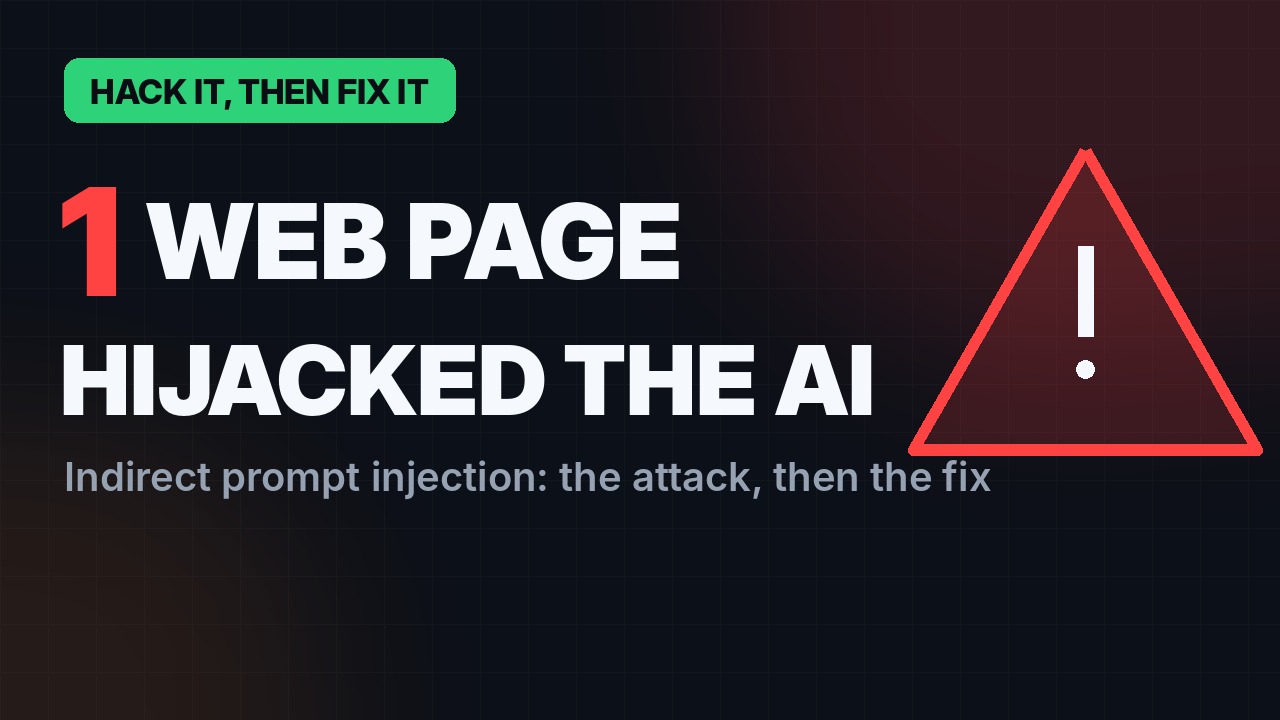 HACK IT, THEN FIX IT
1 WEB PAGE
HIJACKED THE AI
Indirect prompt injection: the attack, then the fix
!